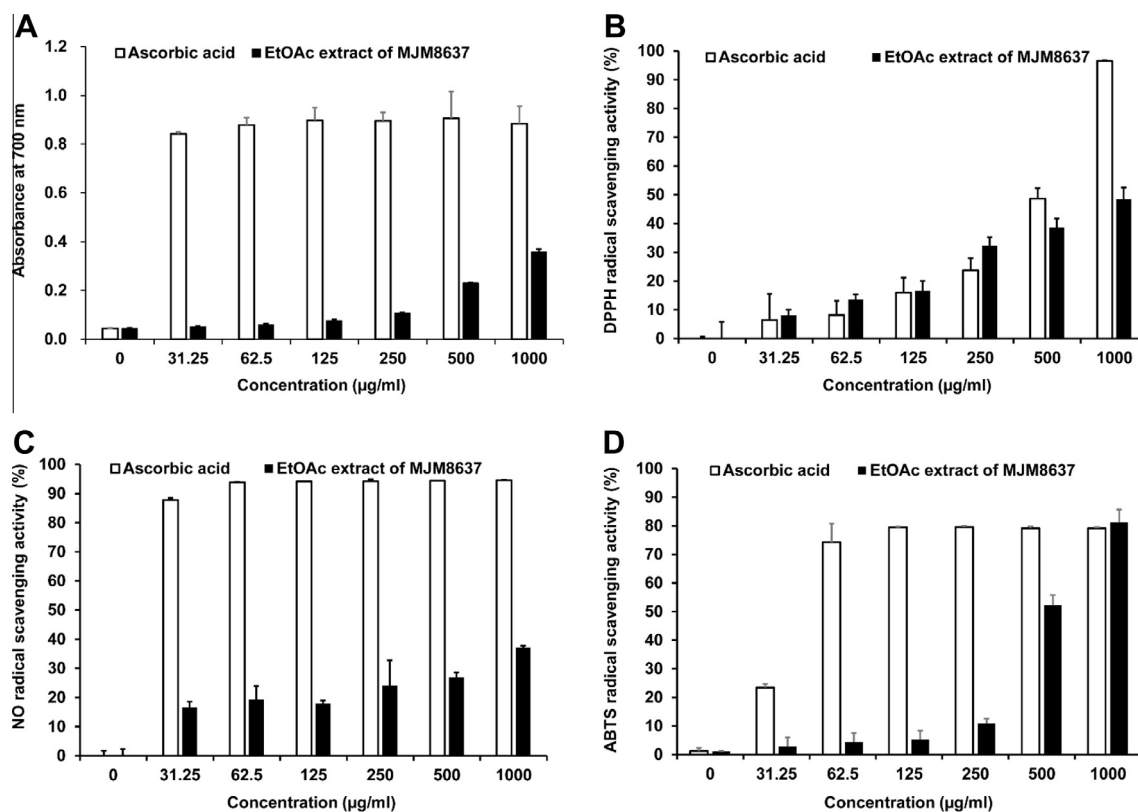 A
Ascorbic acid EtOAc extract of MJM8637
Absorbance at 700 nm
1.2
1.0
0.8
0.6
0.4
0.2
0.0
0 31.25 62.5 125 250 500 1000
Concentration (µg/ml)
B
Ascorbic acid EtOAc extract of MJM8637
DPPH radical scavenging activity (%)
100
90
80
70
60
50
40
30
20
10
0
0 31.25 62.5 125 250 500 1000
Concentration (µg/ml)
C
Ascorbic acid EtOAc extract of MJM8637
NO radical scavenging activity (%)
100
90
80
70
60
50
40
30
20
10
0
0 31.25 62.5 125 250 500 1000
Concentration (µg/ml)
D
Ascorbic acid EtOAc extract of MJM8637
ABTS radical scavenging activity (%)
100
90
80
70
60
50
40
30
20
10
0
0 31.25 62.5 125 250 500 1000
Concentration (µg/ml)